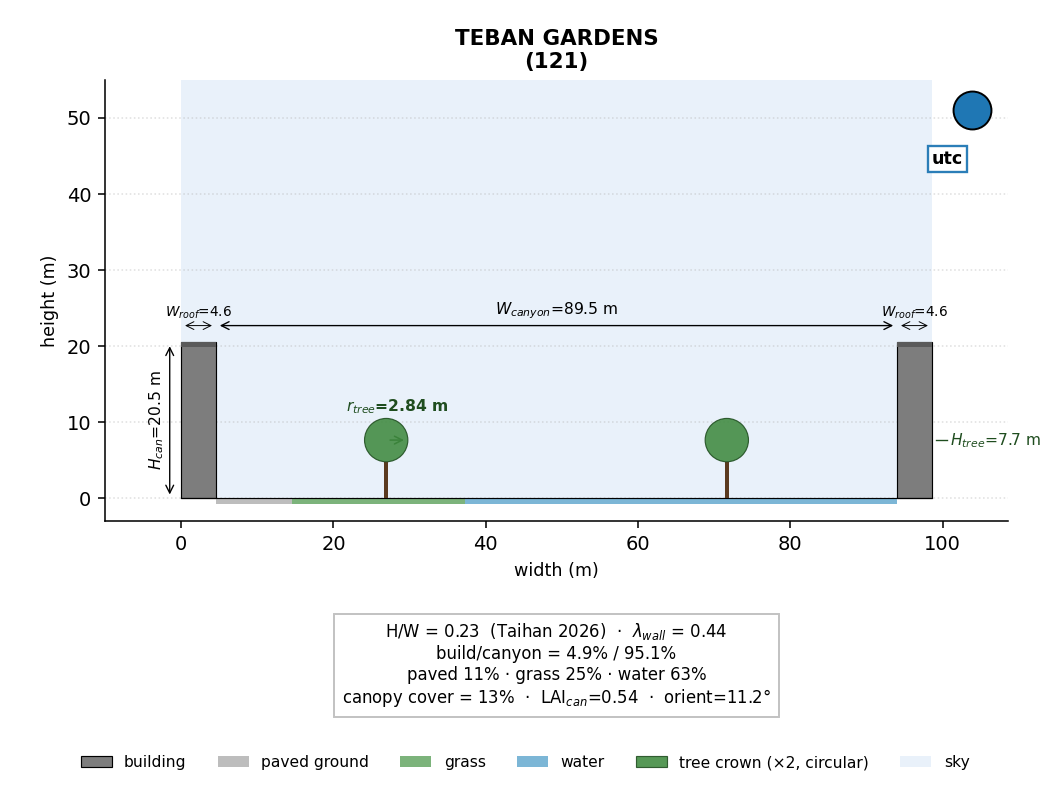 TEBAN GARDENS
(121)
50
40
30
20
10
0
height (m)
utc
W_roof=4.6
W_canyon=89.5 m
W_roof=4.6
H_can=20.5 m
r_tree=2.84 m
H_tree=7.7 m
0
20
40
60
80
100
width (m)
H/W = 0.23 (Taihan 2026) · λ_wall = 0.44
build/canyon = 4.9% / 95.1%
paved 11% · grass 25% · water 63%
canopy cover = 13% · LAI_can=0.54 · orient=11.2°
building
paved ground
grass
water
tree crown (×2, circular)
sky